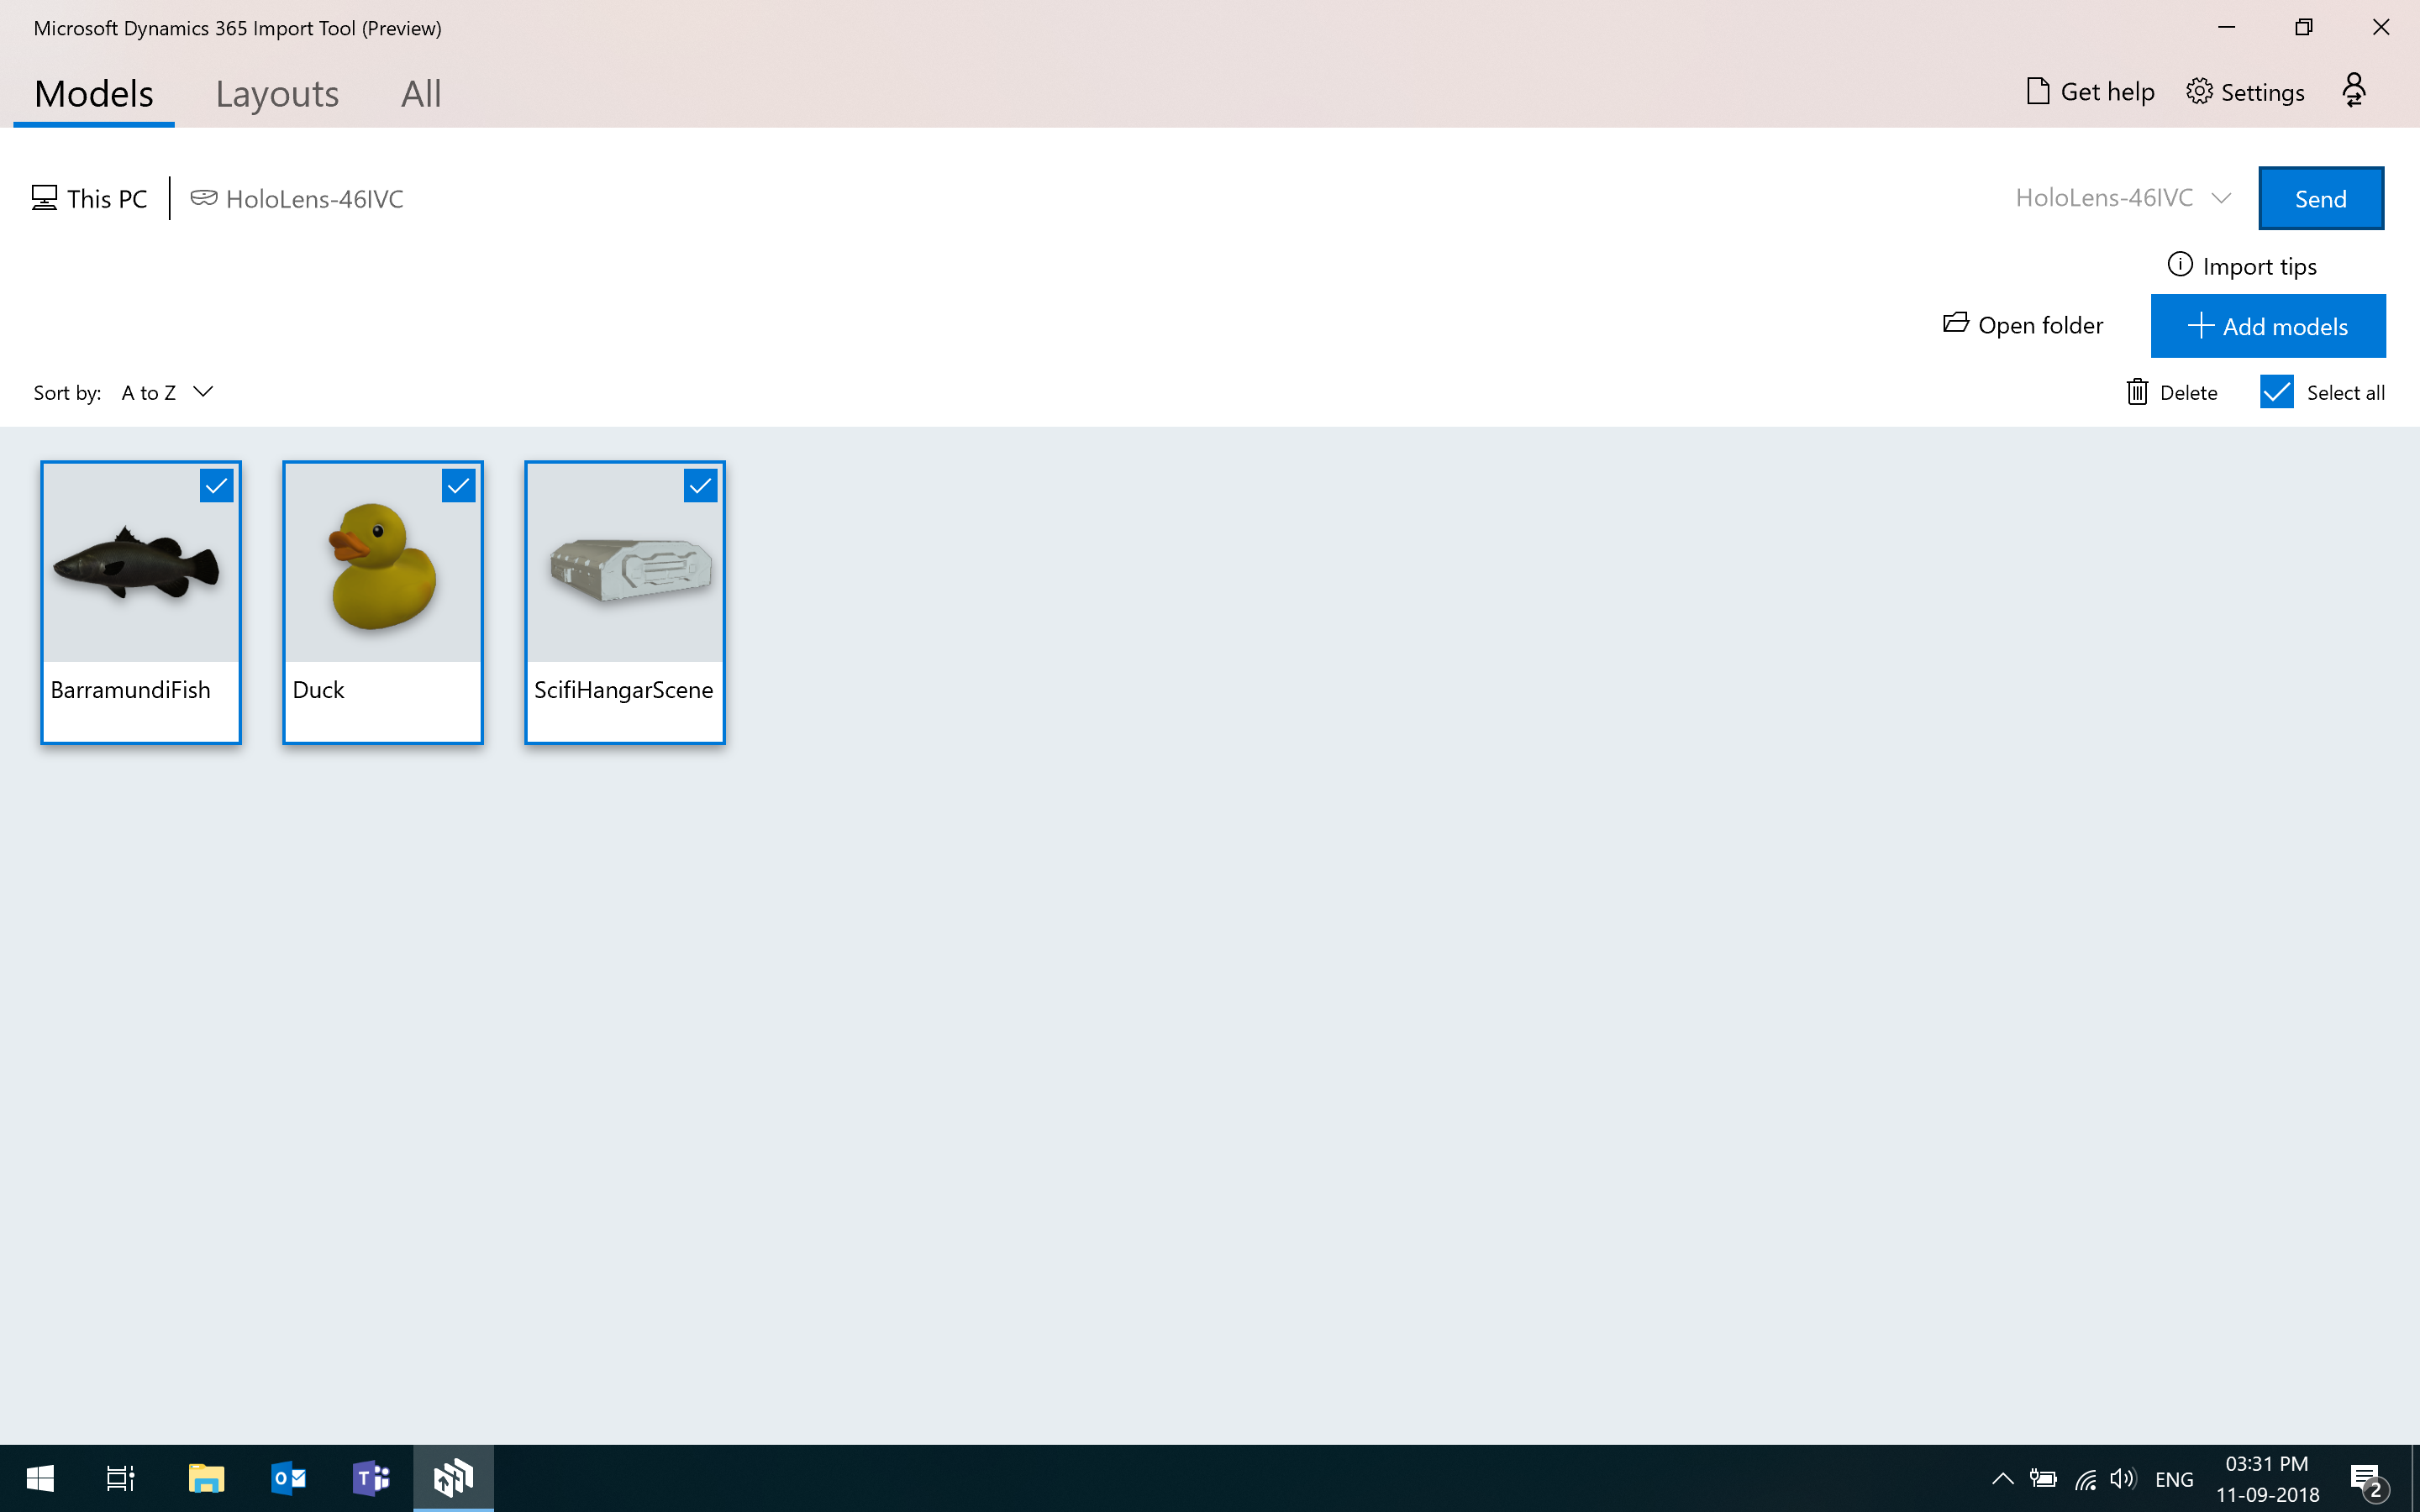 Microsoft Dynamics 365 Import Tool (Preview)
Models Layouts All Get help Settings
This PC HoloLens-46IVC HoloLens-46IVC Send
Import tips
Open folder Add models
Sort by: A to Z Delete Select all
BarramundiFish Duck ScifiHangarScene
03:31 PM
ENG
11-09-2018
2